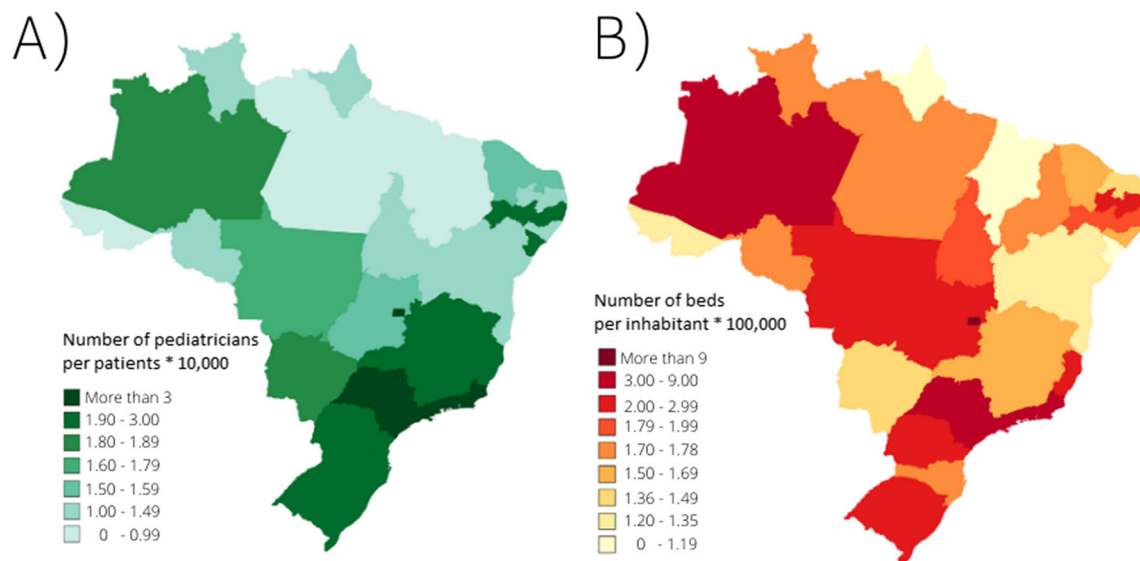 A)
Number of pediatricians
per patients * 10,000
More than 3
1.90 - 3.00
1.80 - 1.89
1.60 - 1.79
1.50 - 1.59
1.00 - 1.49
0 - 0.99
B)
Number of beds
per inhabitant * 100,000
More than 9
3.00 - 9.00
2.00 - 2.99
1.79 - 1.99
1.70 - 1.78
1.50 - 1.69
1.36 - 1.49
1.20 - 1.35
0 - 1.19